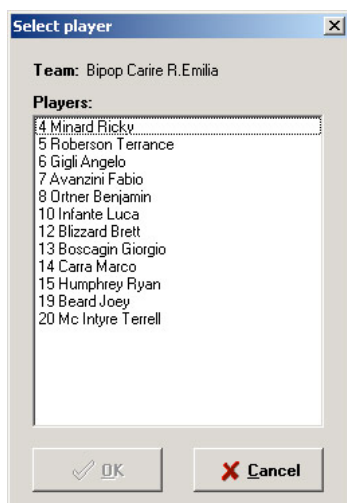 Select player
Team: Bipop Carire R.Emilia
Players:
4 Minard Ricky
5 Roberson Terrance
6 Gigli Angelo
7 Avanzini Fabio
8 Ortner Benjamin
10 Infante Luca
12 Blizzard Brett
13 Boscagin Giorgio
14 Carra Marco
15 Humphrey Ryan
19 Beard Joey
20 Mc Intyre Terrell
OK
Cancel